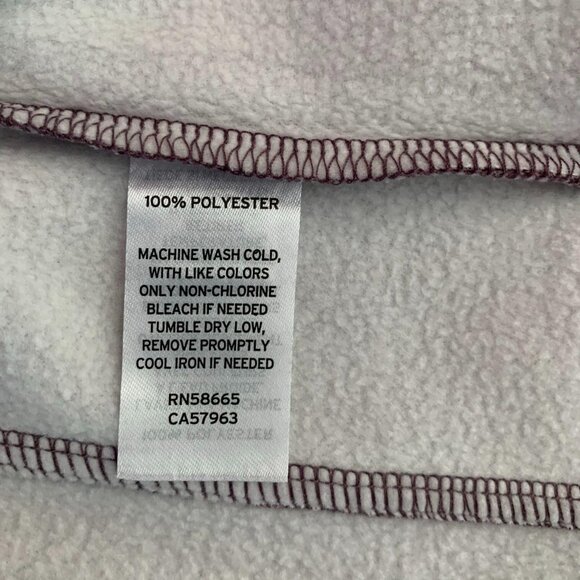 100% POLYESTER
MACHINE WASH COLD,
WITH LIKE COLORS
ONLY NON-CHLORINE
BLEACH IF NEEDED
TUMBLE DRY LOW,
REMOVE PROMPTLY
COOL IRON IF NEEDED
RN58665
CA57963